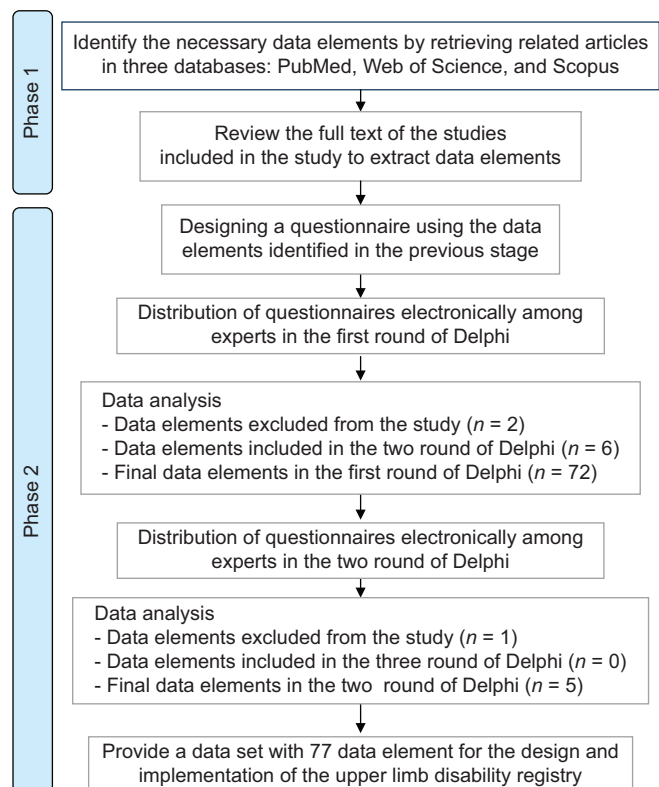 Phase 1
Identify the necessary data elements by retrieving related articles
in three databases: PubMed, Web of Science, and Scopus
Review the full text of the studies
included in the study to extract data elements
Phase 2
Designing a questionnaire using the data
elements identified in the previous stage
Distribution of questionnaires electronically among
experts in the first round of Delphi
Data analysis
- Data elements excluded from the study (n = 2)
- Data elements included in the two round of Delphi (n = 6)
- Final data elements in the first round of Delphi (n = 72)
Distribution of questionnaires electronically among
experts in the two round of Delphi
Data analysis
- Data elements excluded from the study (n = 1)
- Data elements included in the three round of Delphi (n = 0)
- Final data elements in the two round of Delphi (n = 5)
Provide a data set with 77 data element for the design and
implementation of the upper limb disability registry